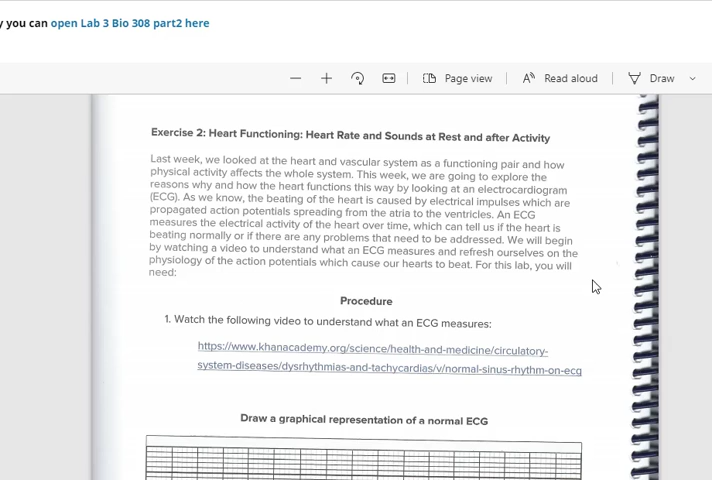 y you can open Lab 3 Bio 308 part2 here
Page view
Read aloud
Draw
Exercise 2: Heart Functioning: Heart Rate and Sounds at Rest and after Activity
Last week, we looked at the heart and vascular system as a functioning pair and how
physical activity affects the whole system. This week, we are going to explore the
reasons why and how the heart functions this way by looking at an electrocardiogram
(ECG). As we know, the beating of the heart is caused by electrical impulses which are
propagated action potentials spreading from the atria to the ventricles. An ECG
measures the electrical activity of the heart over time, which can tell us if the heart is
beating normally or if there are any problems that need to be addressed. We will begin
by watching a video to understand what an ECG measures and refresh ourselves on the
physiology of the action potentials which cause our hearts to beat. For this lab, you will
need:
Procedure
1. Watch the following video to understand what an ECG measures:
https://www.khanacademy.org/science/health-and-medicine/circulatory-
system-diseases/dysrhythmias-and-tachycardias/v/normal-sinus-rhythm-on-ecg
Draw a graphical representation of a normal ECG